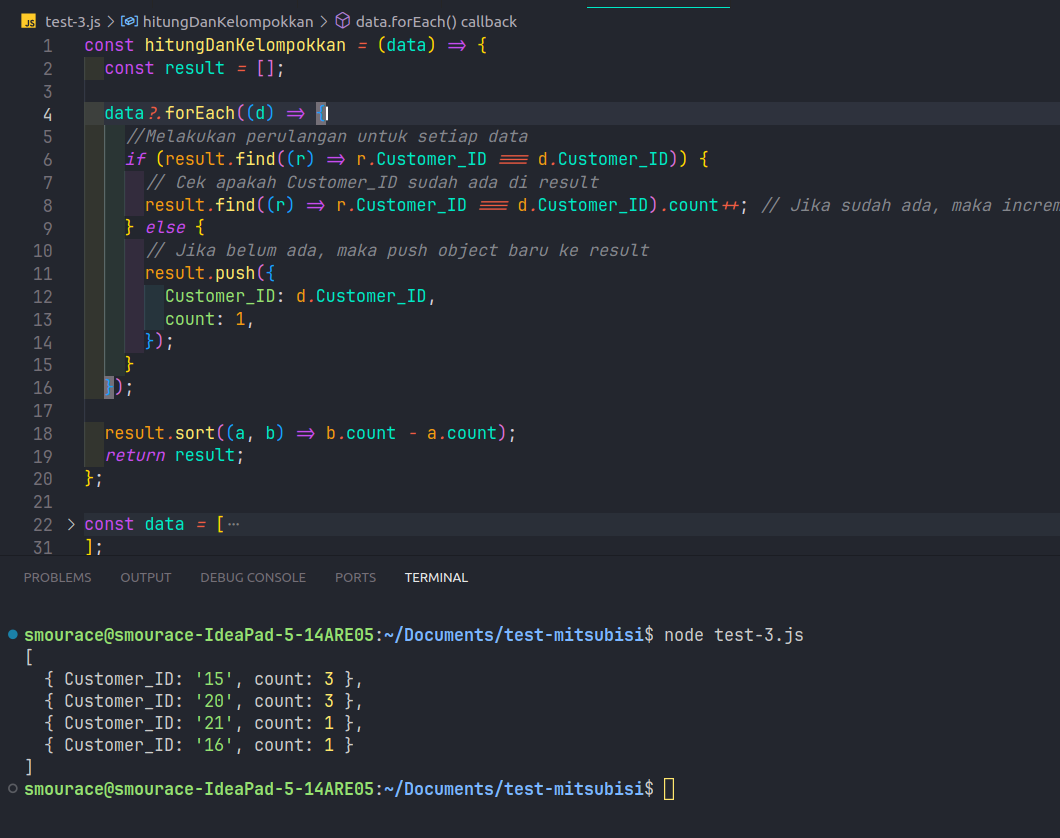 JS test-3.js > hitungDanKelompokkan > data.forEach() callback
1 const hitungDanKelompokkan = (data) => {
2 const result = [];
3
4 data?.forEach((d) => {
5 //Melakukan perulangan untuk setiap data
6 if (result.find((r) => r.Customer_ID === d.Customer_ID)) {
7 // Cek apakah Customer_ID sudah ada di result
8 result.find((r) => r.Customer_ID === d.Customer_ID).count++; // Jika sudah ada, maka increm
9 } else {
10 // Jika belum ada, maka push object baru ke result
11 result.push({
12 Customer_ID: d.Customer_ID,
13 count: 1,
14 });
15 }
16 });
17
18 result.sort((a, b) => b.count - a.count);
19 return result;
20 };
21
22 > const data = [ ···
31 ];
PROBLEMS OUTPUT DEBUG CONSOLE PORTS TERMINAL
smourace@smourace-IdeaPad-5-14ARE05:~/Documents/test-mitsubisi$ node test-3.js
[
{ Customer_ID: '15', count: 3 },
{ Customer_ID: '20', count: 3 },
{ Customer_ID: '21', count: 1 },
{ Customer_ID: '16', count: 1 }
]
smourace@smourace-IdeaPad-5-14ARE05:~/Documents/test-mitsubisi$